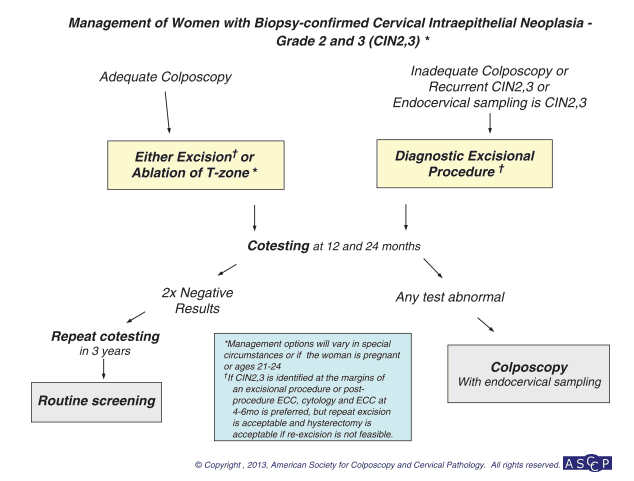 Management of Women with Biopsy-confirmed Cervical Intraepithelial Neoplasia -
Grade 2 and 3 (CIN2,3) *
Adequate Colposcopy
Inadequate Colposcopy or
Recurrent CIN2,3 or
Endocervical sampling is CIN2,3
Either Excision† or
Ablation of T-zone *
Diagnostic Excisional
Procedure †
Cotesting at 12 and 24 months
2x Negative
Results
Any test abnormal
Repeat cotesting
in 3 years
Routine screening
*Management options will vary in special
circumstances or if the woman is pregnant
or ages 21-24
†If CIN2,3 is identified at the margins of
an excisional procedure or post-
procedure ECC, cytology and ECC at
4-6mo is preferred, but repeat excision
is acceptable and hysterectomy is
acceptable if re-excision is not feasible.
Colposcopy
With endocervical sampling
© Copyright , 2013, American Society for Colposcopy and Cervical Pathology. All rights reserved.
ASCCP